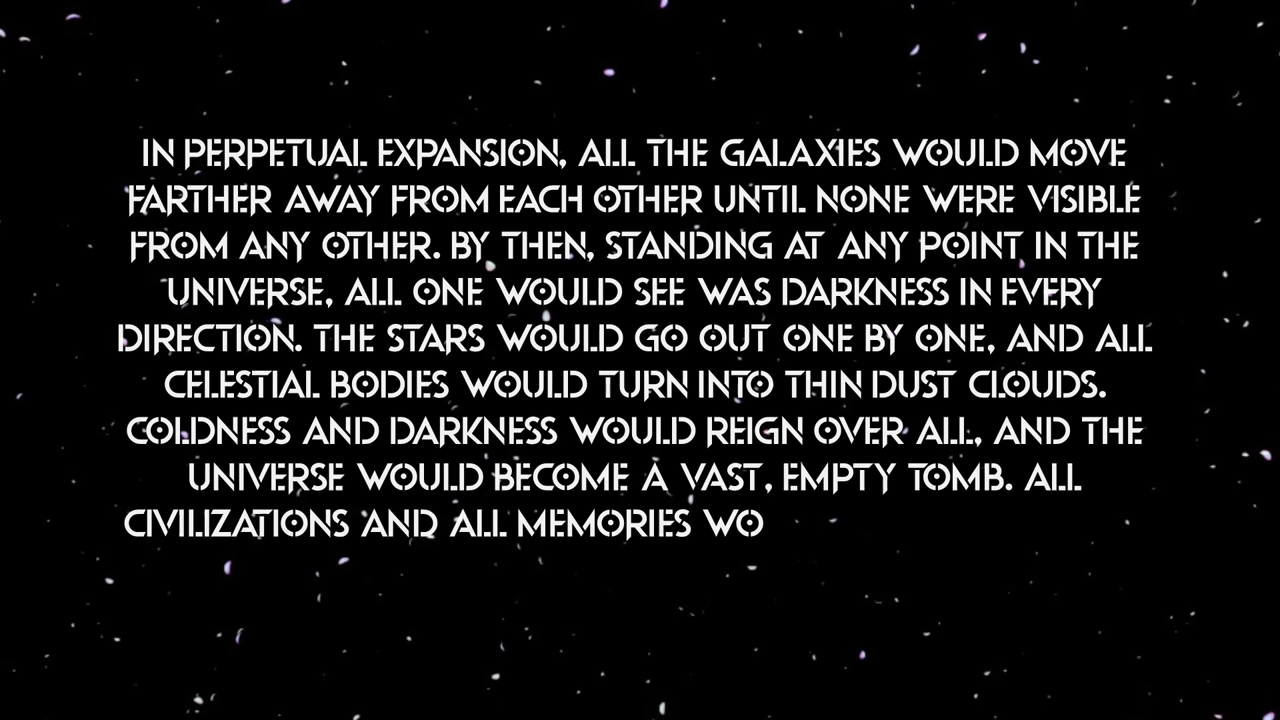 IN PERPETUAL EXPANSION, ALL THE GALAXIES WOULD MOVE
FARTHER AWAY FROM EACH OTHER UNTIL NONE WERE VISIBLE
FROM ANY OTHER. BY THEN, STANDING AT ANY POINT IN THE
UNIVERSE, ALL ONE WOULD SEE WAS DARKNESS IN EVERY
DIRECTION. THE STARS WOULD GO OUT ONE BY ONE, AND ALL
CELESTIAL BODIES WOULD TURN INTO THIN DUST CLOUDS.
COLDNESS AND DARKNESS WOULD REIGN OVER ALL, AND THE
UNIVERSE WOULD BECOME A VAST, EMPTY TOMB. ALL
CIVILIZATIONS AND ALL MEMORIES WO